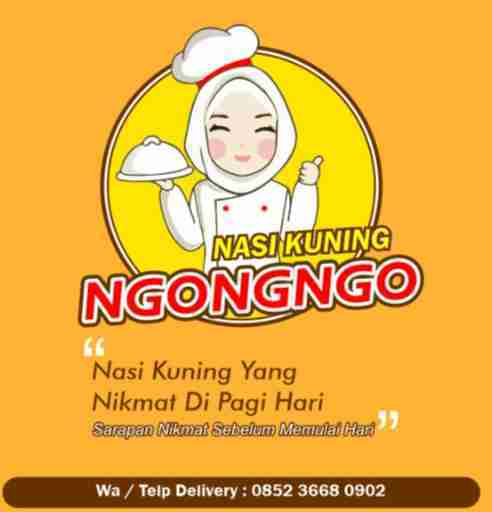 NASI KUNING
NGONGNGO
“
Nasi Kuning Yang
Nikmat Di Pagi Hari
Sarapan Nikmat Sebelum Memulai Hari ”
Wa / Telp Delivery : 0852 3668 0902